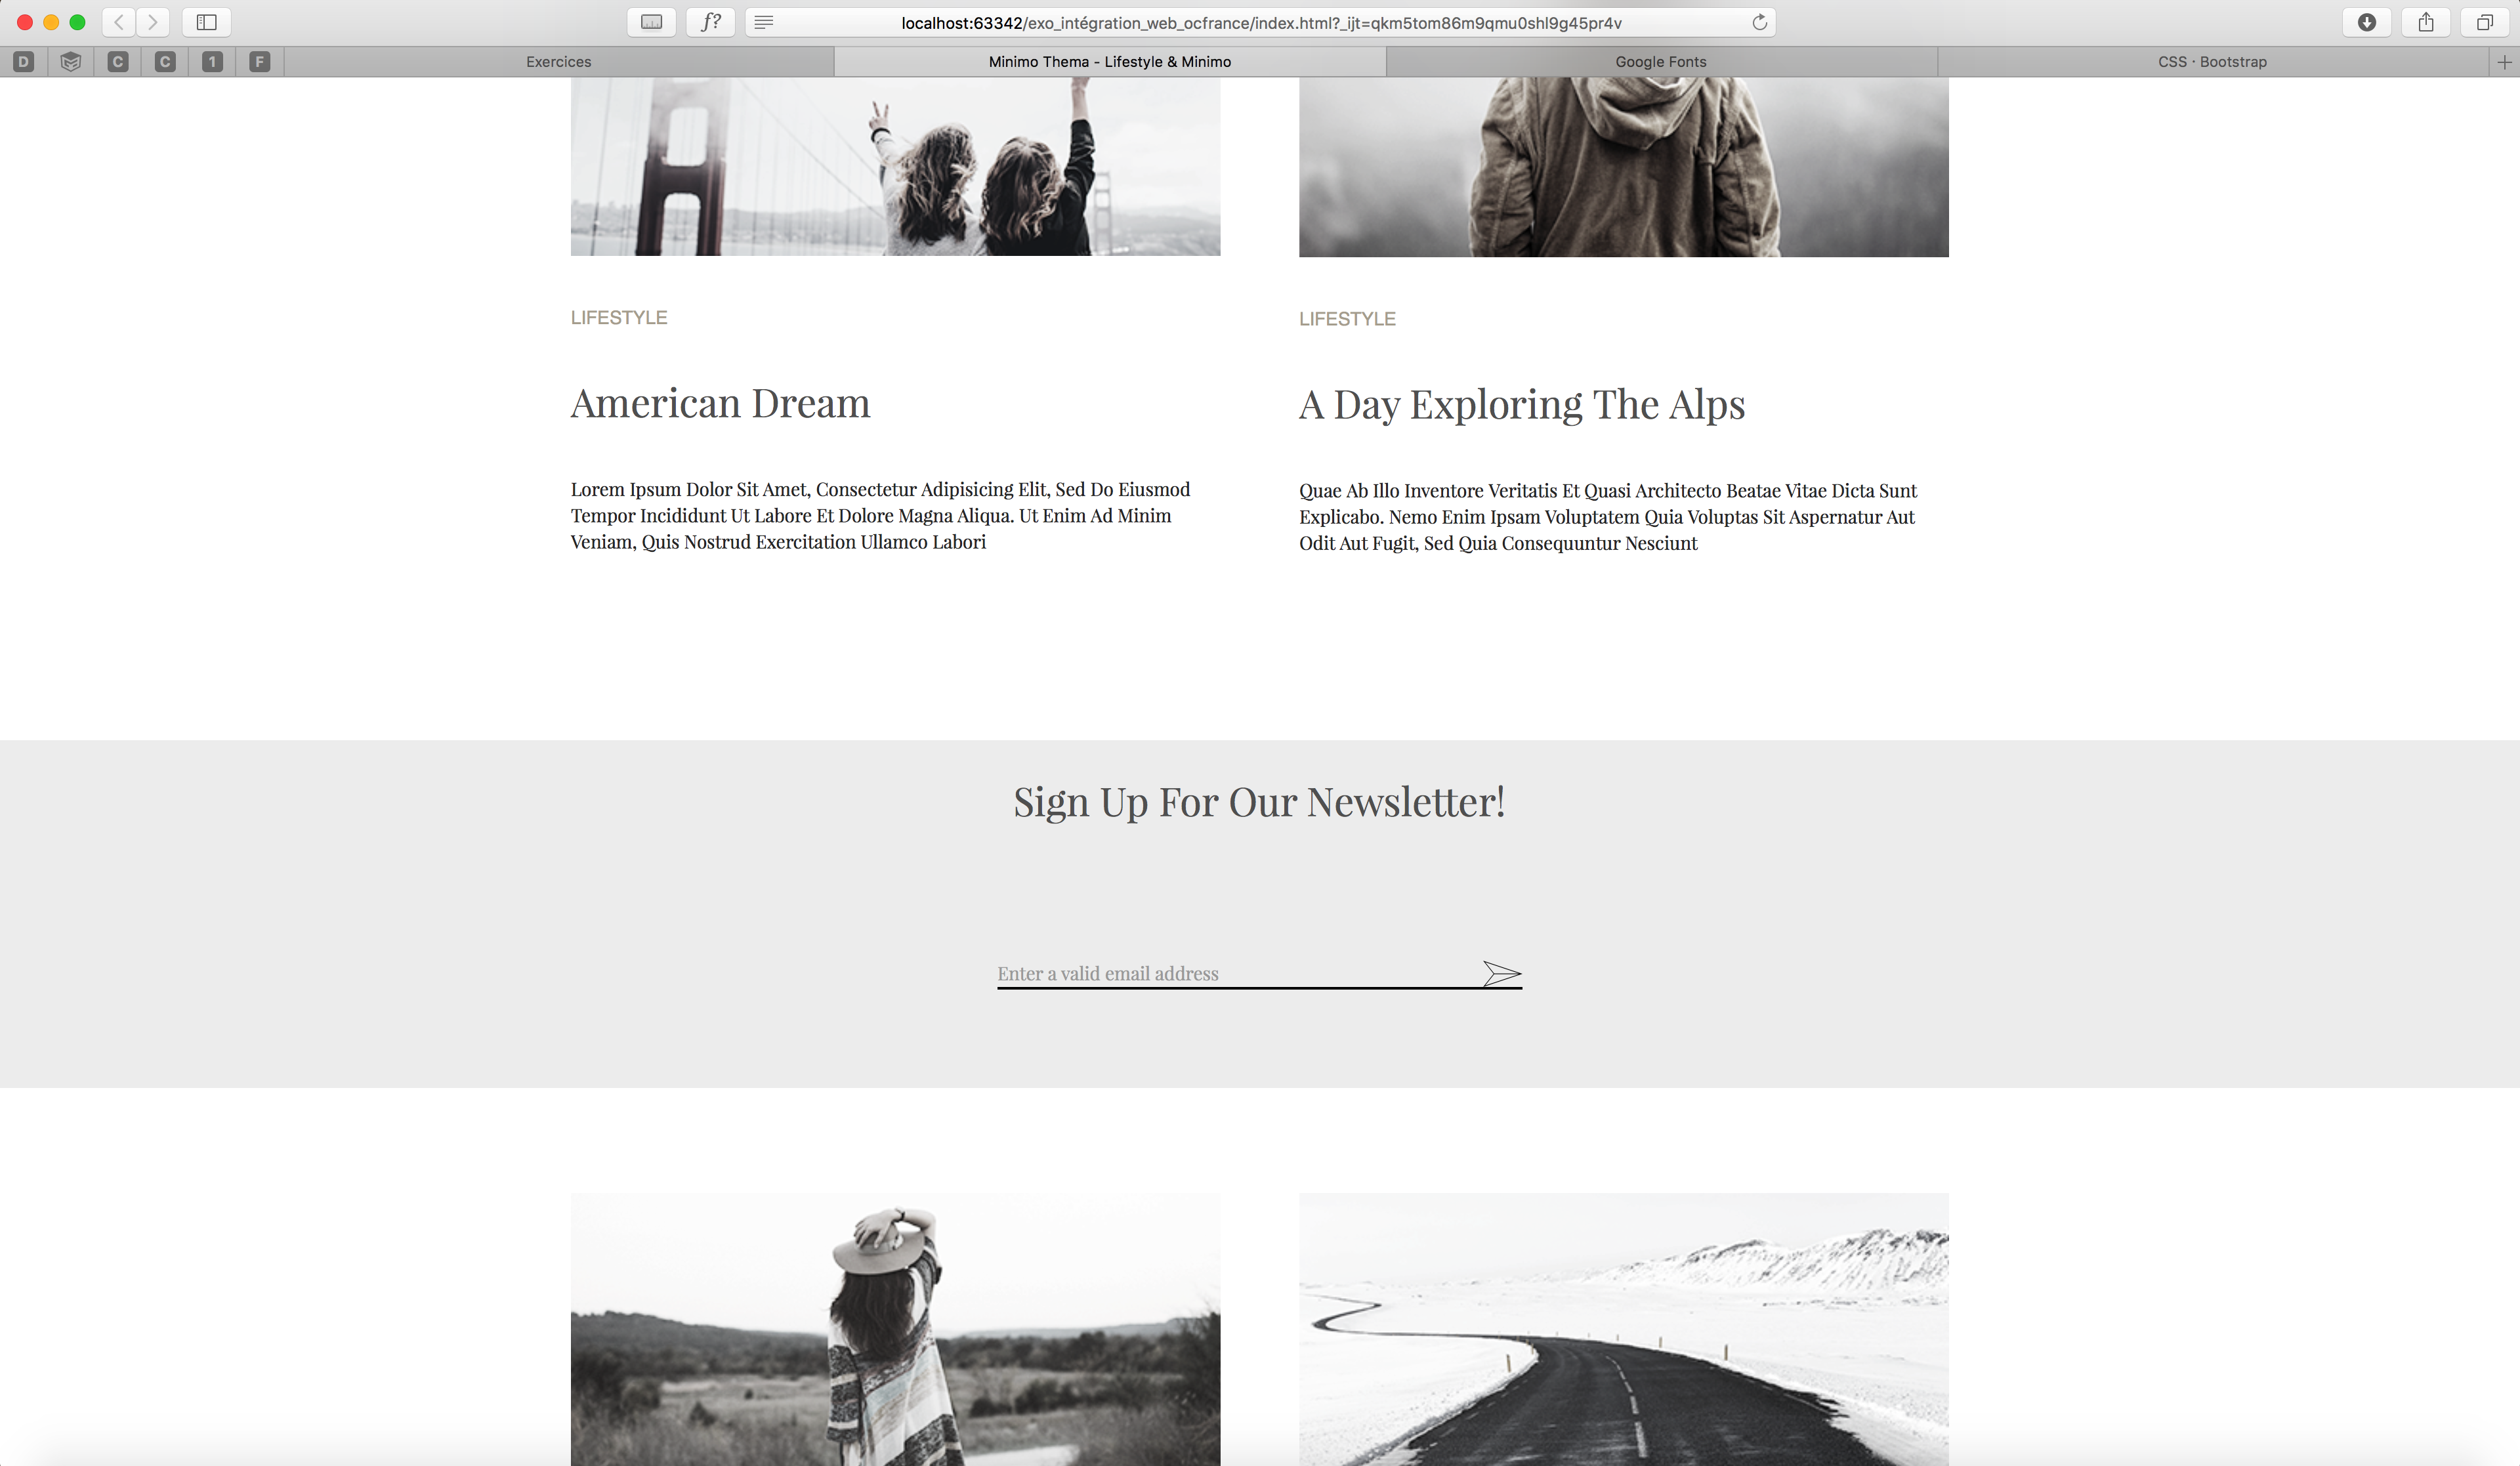 f?
localhost:63342/exo_intégration_web_ocfrance/index.html?_ijt=qkm5tom86m9qmu0shl9g45pr4v
D C C 1 F
Exercices
Minimo Thema - Lifestyle & Minimo
Google Fonts
CSS · Bootstrap
LIFESTYLE
American Dream
Lorem Ipsum Dolor Sit Amet, Consectetur Adipisicing Elit, Sed Do Eiusmod
Tempor Incididunt Ut Labore Et Dolore Magna Aliqua. Ut Enim Ad Minim
Veniam, Quis Nostrud Exercitation Ullamco Labori
LIFESTYLE
A Day Exploring The Alps
Quae Ab Illo Inventore Veritatis Et Quasi Architecto Beatae Vitae Dicta Sunt
Explicabo. Nemo Enim Ipsam Voluptatem Quia Voluptas Sit Aspernatur Aut
Odit Aut Fugit, Sed Quia Consequuntur Nesciunt
Sign Up For Our Newsletter!
Enter a valid email address